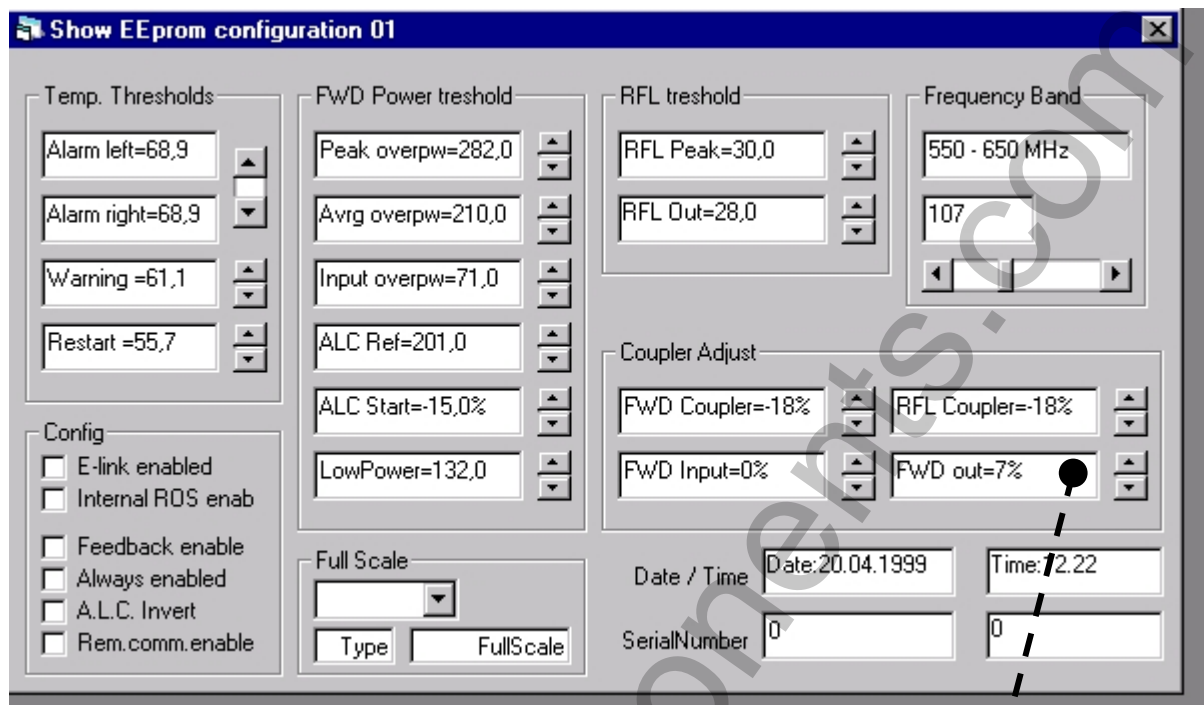 Show EEprom configuration 01
Temp. Thresholds
Alarm left=68,9
Alarm right=68,9
Warning =61,1
Restart =55,7
FWD Power treshold
Peak overpw=282,0
Avrg overpw=210,0
Input overpw=71,0
ALC Ref=201,0
ALC Start=-15,0%
LowPower=132,0
RFL treshold
RFL Peak=30,0
RFL Out=28,0
Frequency Band
550 - 650 MHz
107
Coupler Adjust
FWD Coupler=-18%
RFL Coupler=-18%
FWD Input=0%
FWD out=7%
Config
E-link enabled
Internal ROS enab
Feedback enable
Always enabled
A.L.C. Invert
Rem.comm.enable
Full Scale
Type
FullScale
Date / Time
Date:20.04.1999
SerialNumber
0
0